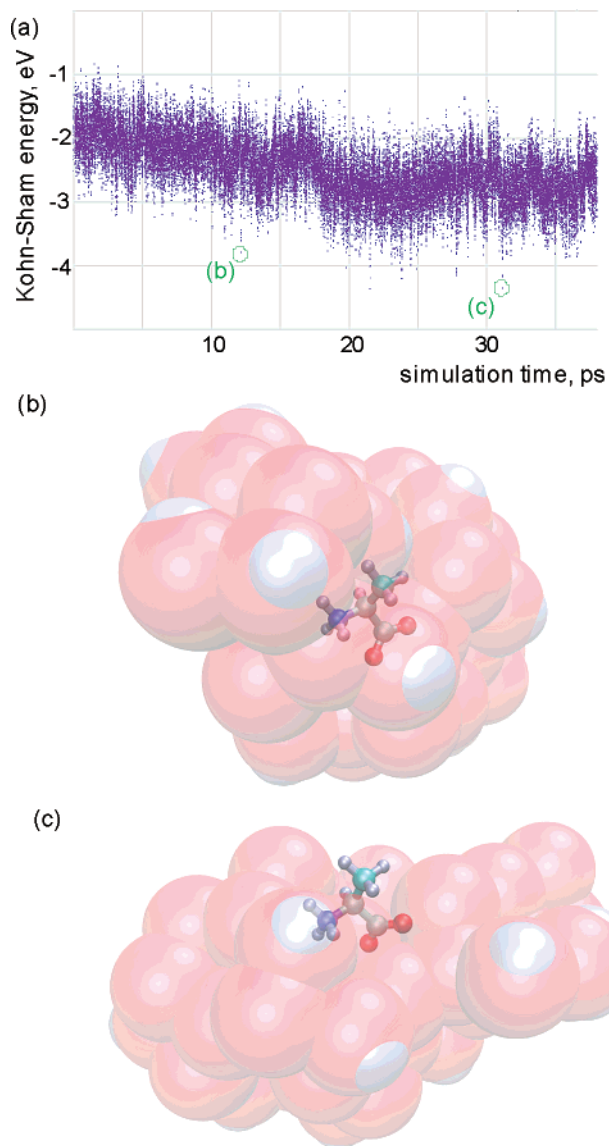 (a)
Kohn-Sham energy, eV
-1
-2
-3
-4
(b)
(c)
10
20
30
simulation time, ps
(b)
(c)